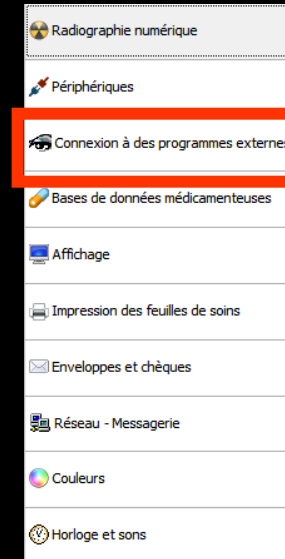 Radiographie numérique
Périphériques
Connexion à des programmes externes
Bases de données médicamenteuses
Affichage
Impression des feuilles de soins
Enveloppes et chèques
Réseau - Messagerie
Couleurs
Horloge et sons